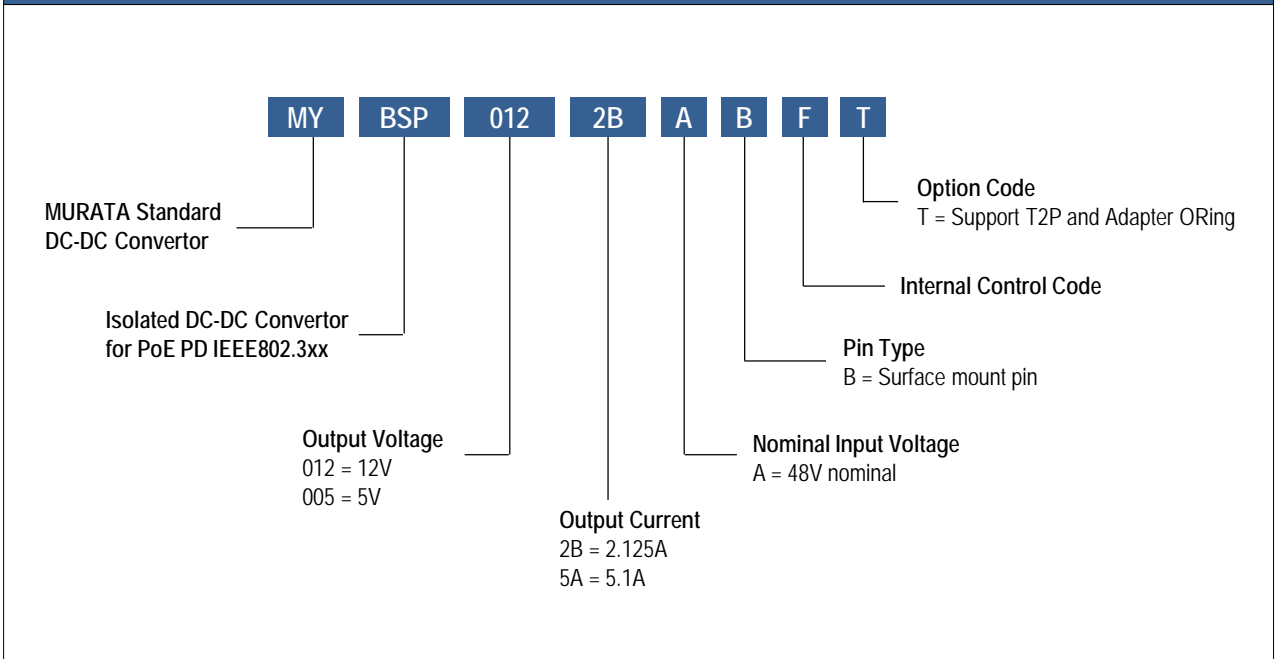 MY BSP 012 2B A B F T
Option Code
T = Support T2P and Adapter ORing
MURATA Standard
DC-DC Convertor
Internal Control Code
Isolated DC-DC Convertor
for PoE PD IEEE802.3xx
Pin Type
B = Surface mount pin
Output Voltage
012 = 12V
005 = 5V
Nominal Input Voltage
A = 48V nominal
Output Current
2B = 2.125A
5A = 5.1A